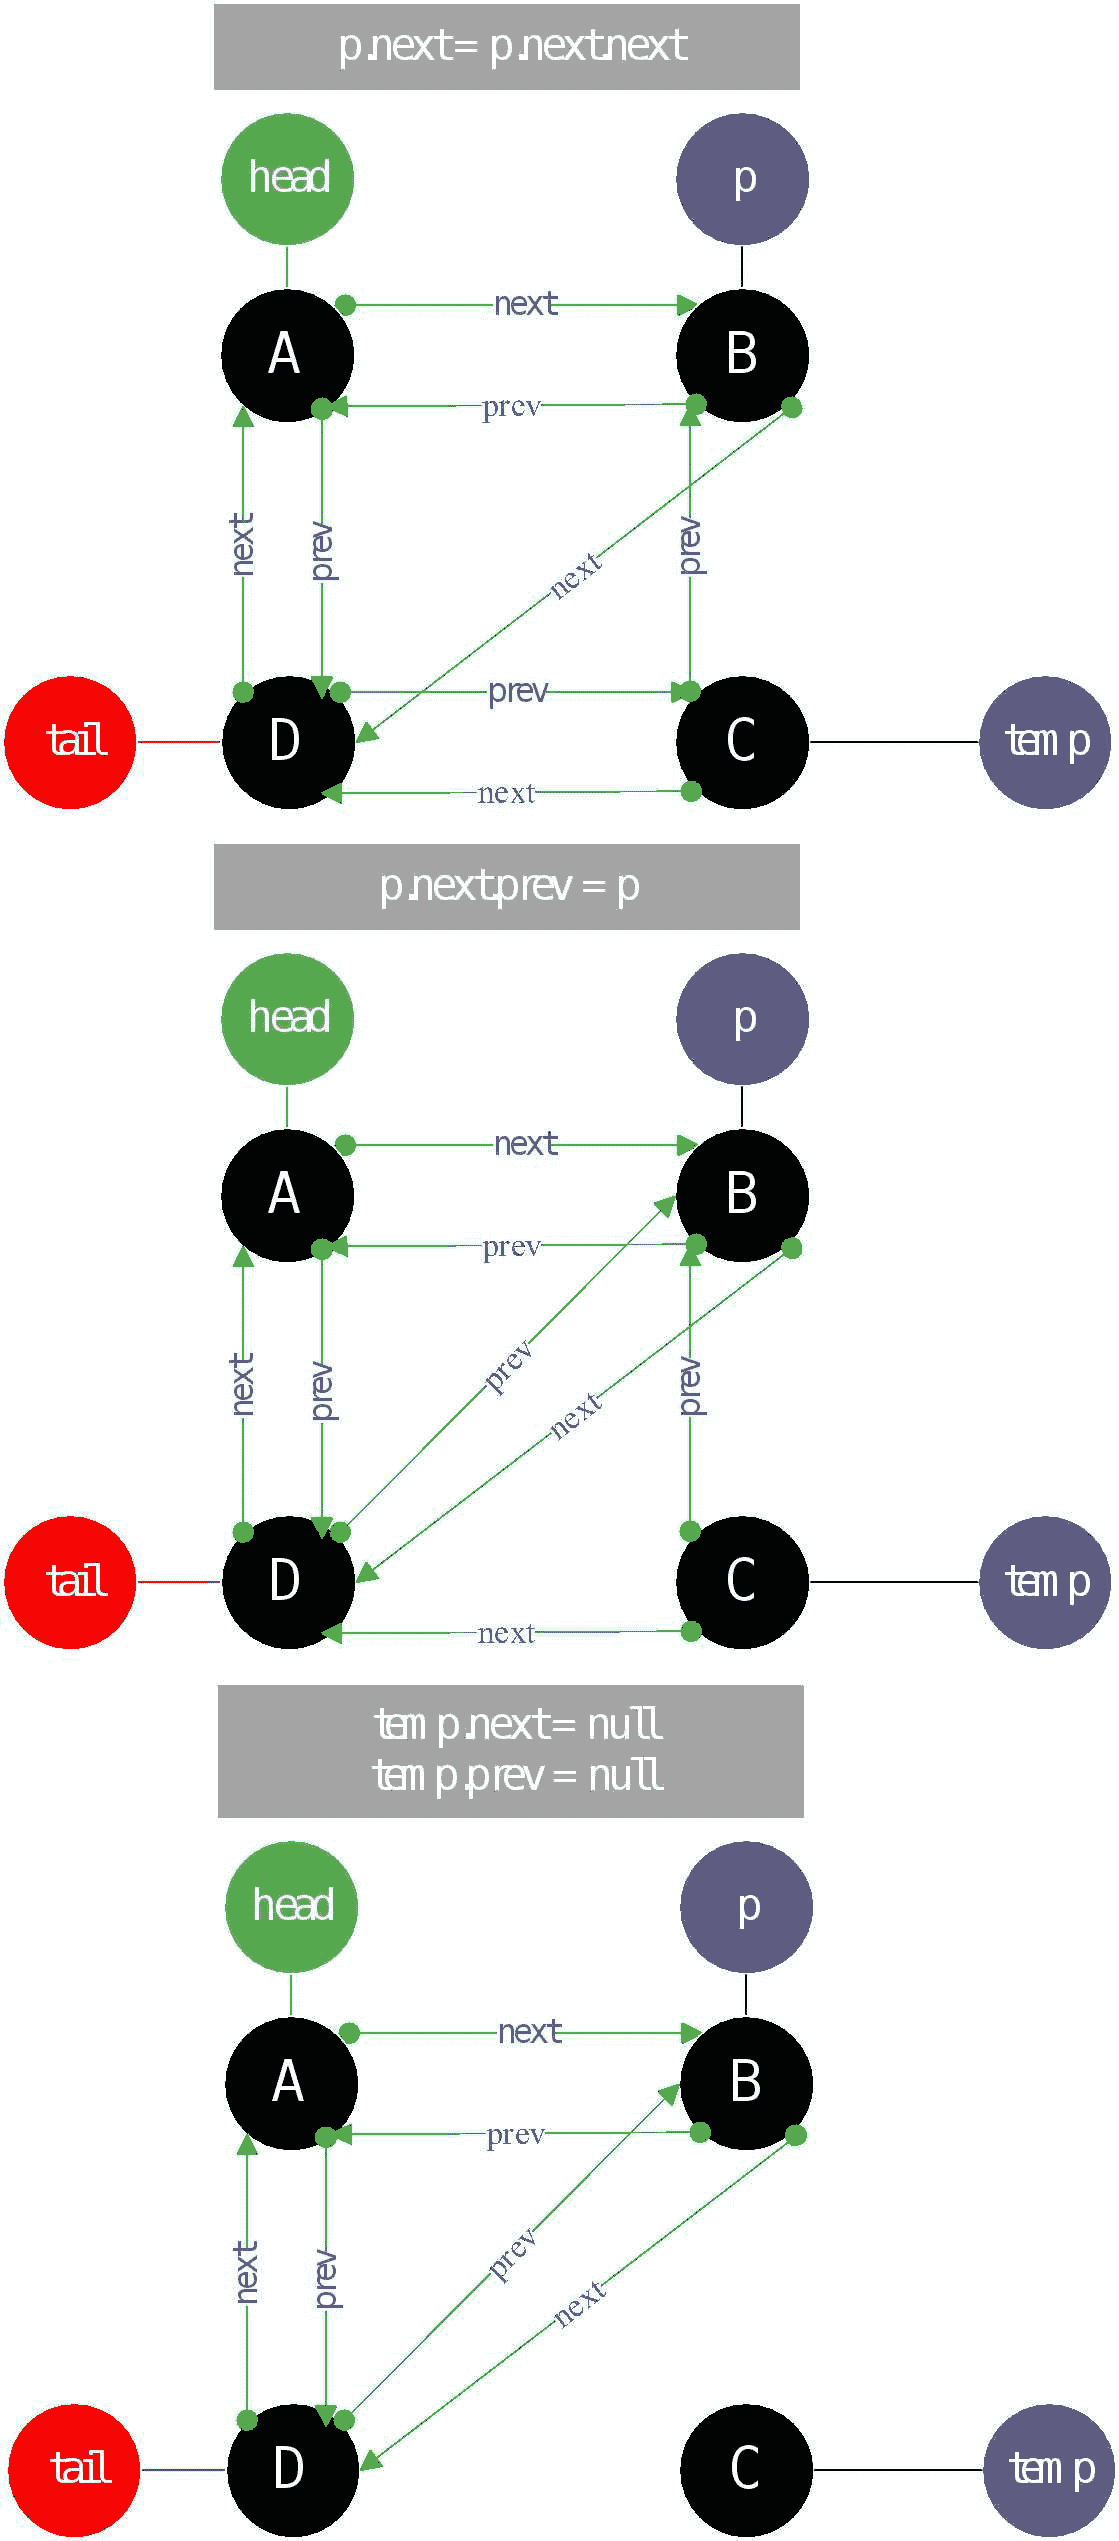 p.next = p.next.next
head
p
A
next
B
prev
next
prev
next
prev
tail
D
prev
C
temp
next
p.next.prev = p
head
p
A
next
B
prev
next
prev
prev
next
prev
tail
D
C
temp
next
temp.next = null
temp.prev = null
head
p
A
next
B
prev
next
prev
prev
next
tail
D
C
temp